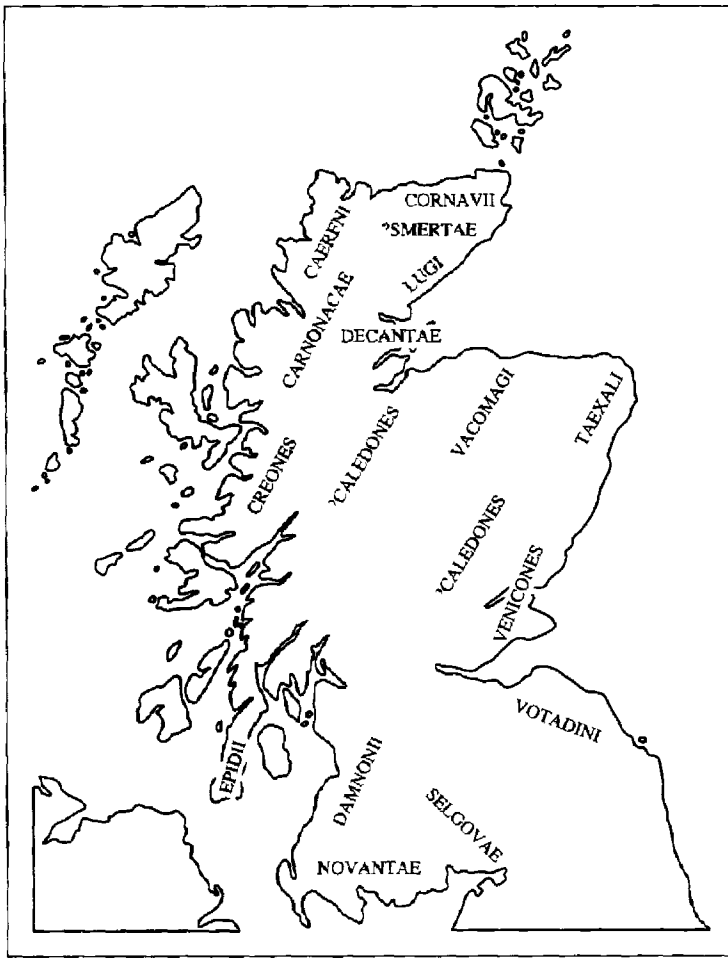 CORNAVII
?SMERTAE
CAERENI
LUGI
CARNONACAE
DECANTAE
VACOMAGI
TAEXALI
CREONES
?CALEDONES
?CALEDONES
VENICONES
VOTADINI
EPIDII
DAMNONII
SELGOVAE
NOVANTAE